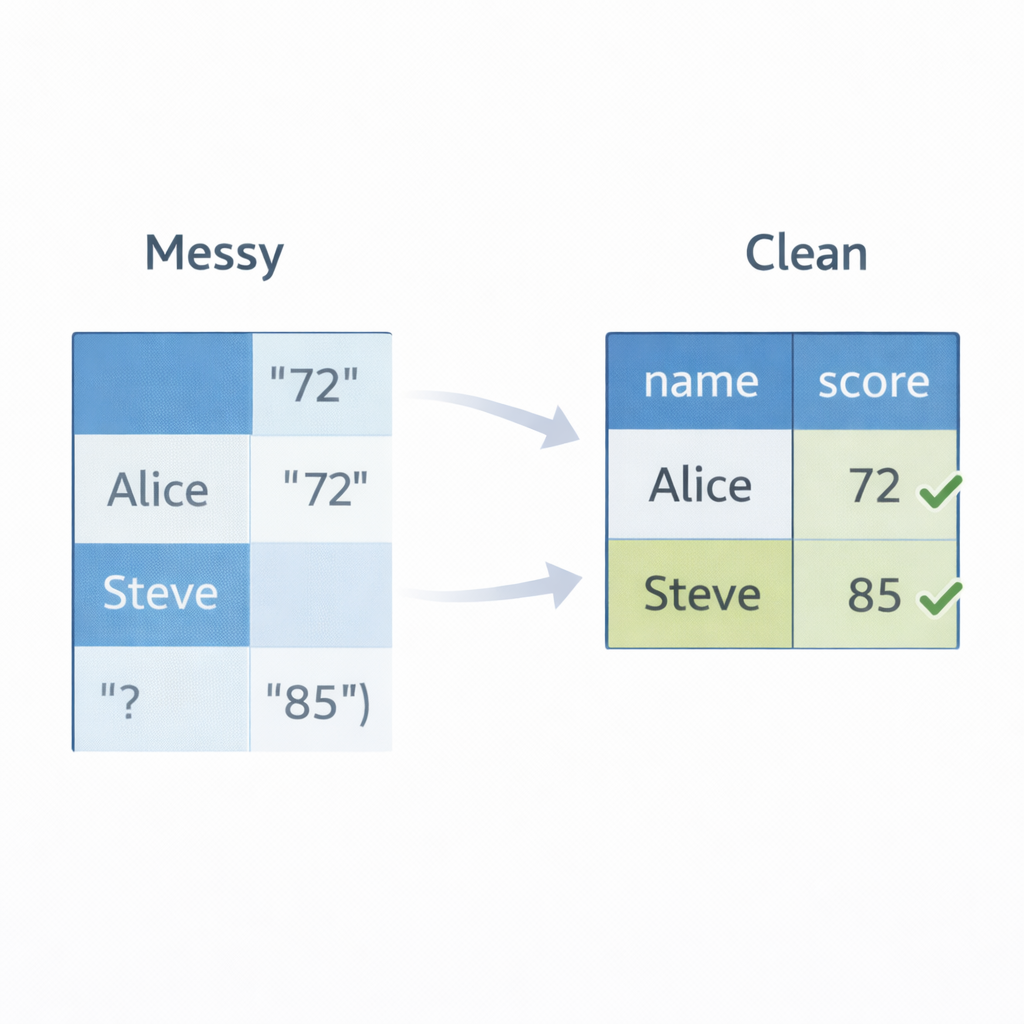 Messy Clean
"72"
Alice "72"
Steve
"? "85")
name score
Alice 72
Steve 85